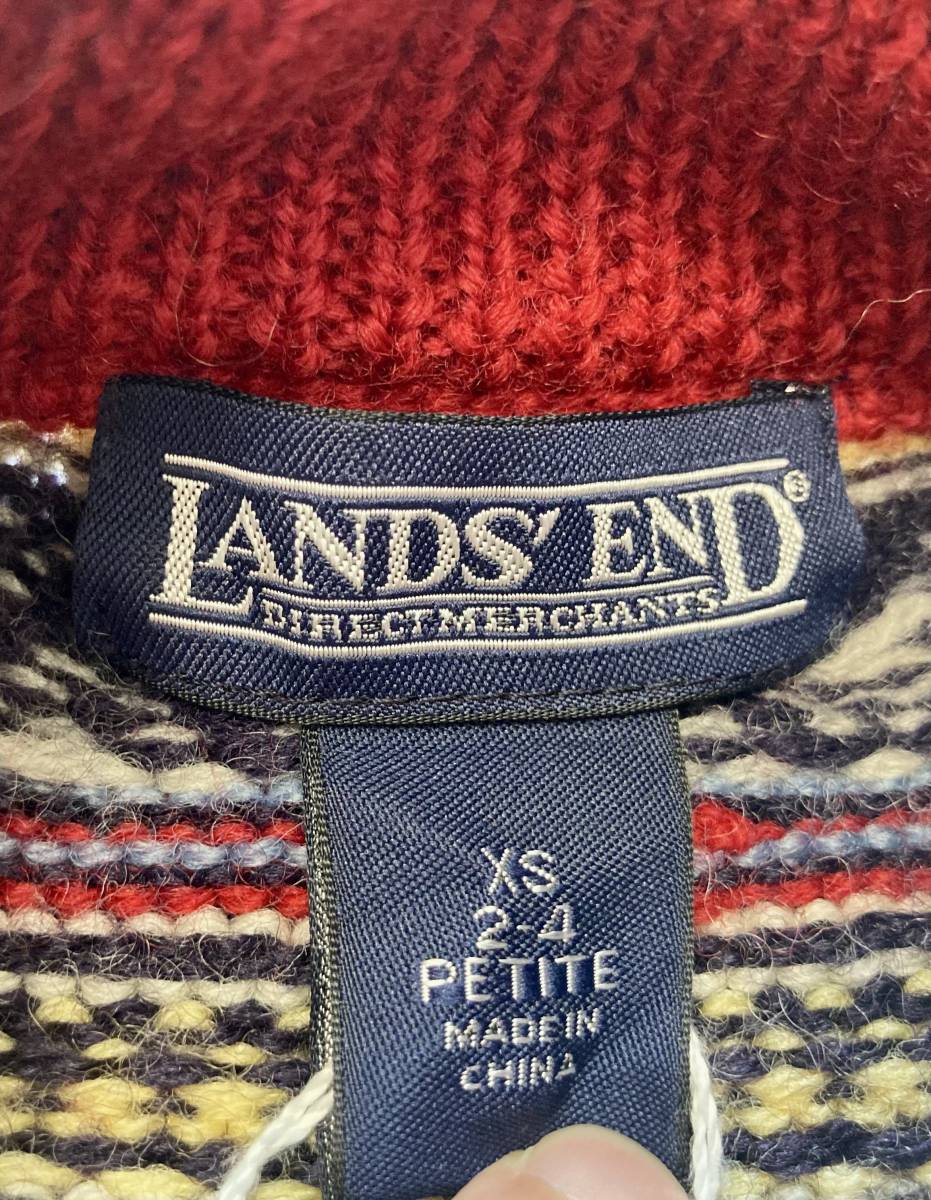 LANDS' END®
DIRECT MERCHANTS
XS
2-4
PETITE
MADE IN
CHINA